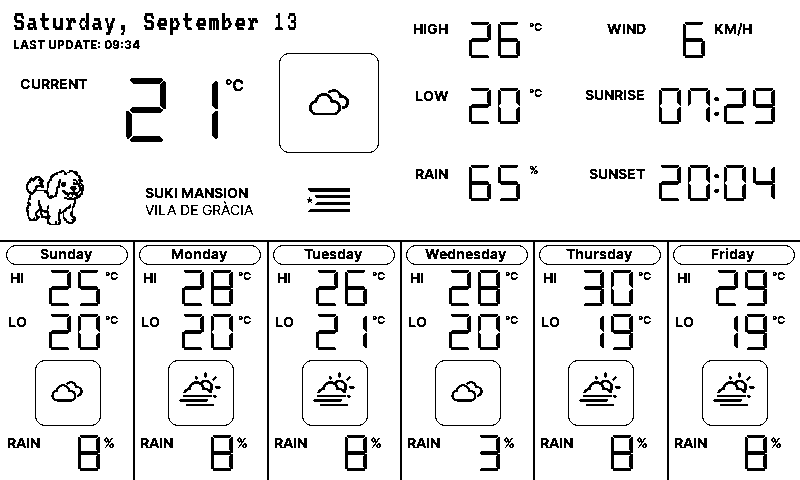 Saturday, September 13
LAST UPDATE: 09:34
CURRENT 21 °C
SUKI MANSION
VILA DE GRÀCIA
HIGH 26 °C
LOW 20 °C
RAIN 65 %
WIND 6 KM/H
SUNRISE 07:29
SUNSET 20:04
Sunday
HI 25 °C
LO 20 °C
RAIN 8 %
Monday
HI 28 °C
LO 20 °C
RAIN 8 %
Tuesday
HI 26 °C
LO 21 °C
RAIN 8 %
Wednesday
HI 28 °C
LO 20 °C
RAIN 3 %
Thursday
HI 30 °C
LO 19 °C
RAIN 8 %
Friday
HI 29 °C
LO 19 °C
RAIN 8 %